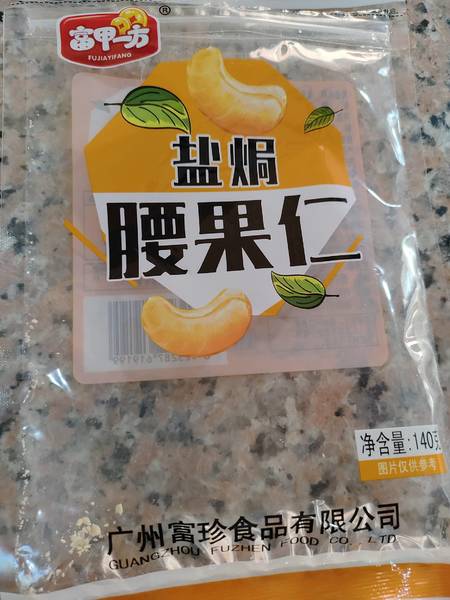 富甲一方
®
FUJIAYIFANG
盐焗
腰果仁
净含量:140克
图片仅供参考
广州富珍食品有限公司
GUANGZHOU FUZHEN FOOD CO., LTD